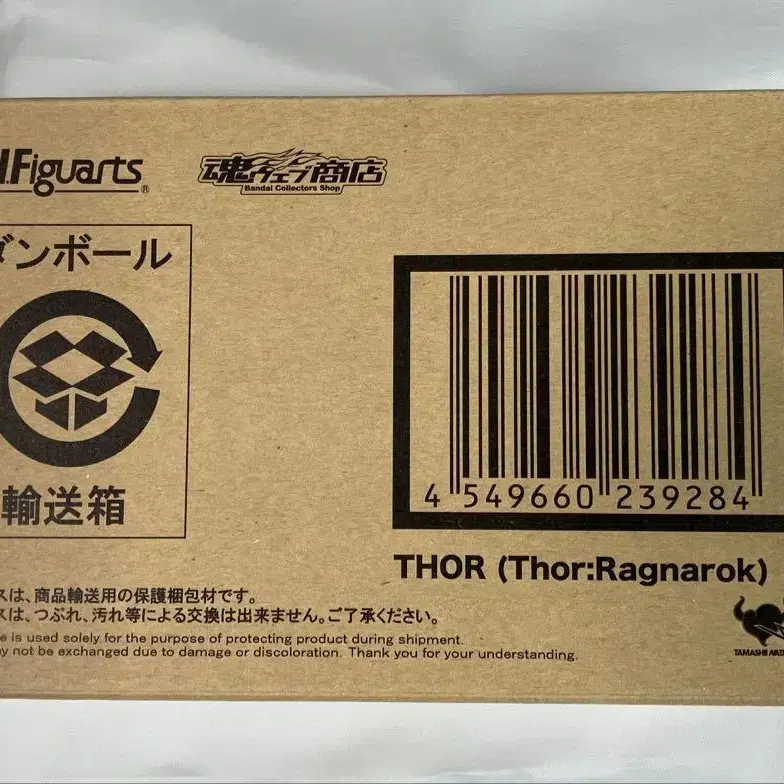 .Figuarts®
魂ウェブ商店
Bandai Collectors Shop
ダンボール
輸送箱
4 549660 239284
THOR (Thor:Ragnarok)
スは、商品輸送用の保護梱包材です。
スは、つぶれ、汚れ等による交換は出来ません。ご了承ください。
e is used solely for the purpose of protecting product during shipment.
y not be exchanged due to damage or discoloration. Thank you for your understanding.
TAMASHII NAT